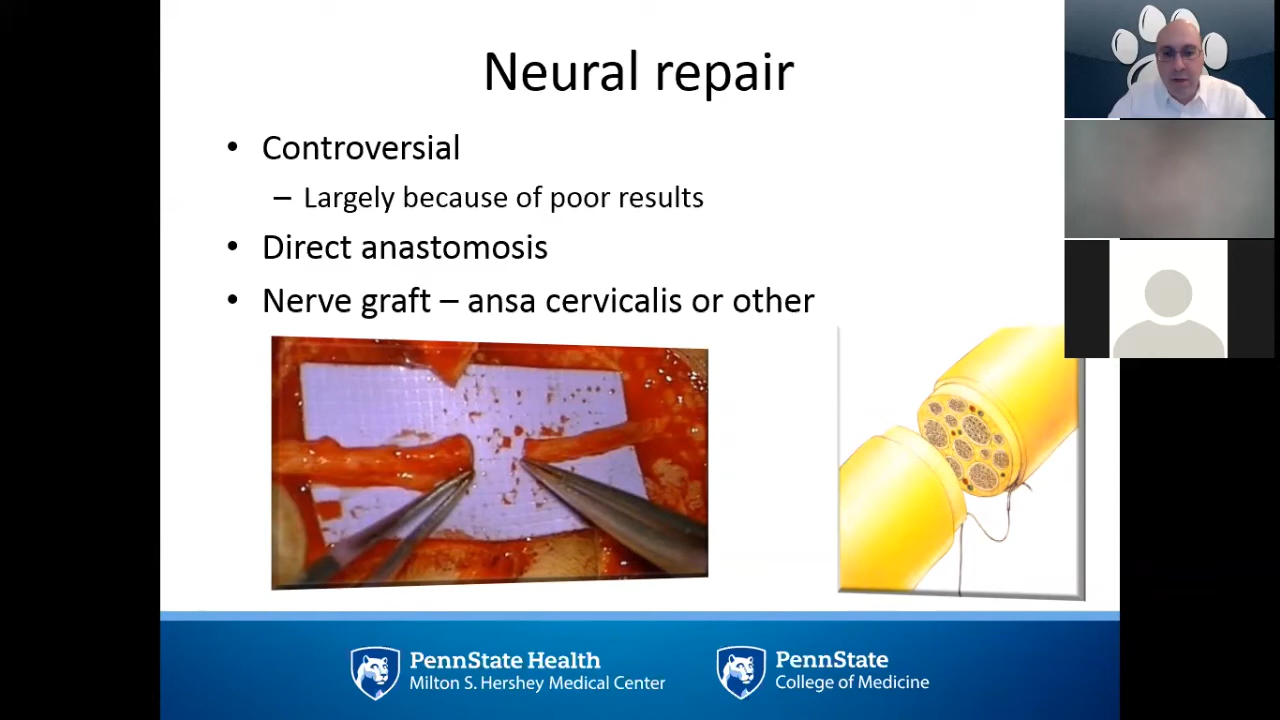 Neural repair
• Controversial
– Largely because of poor results
• Direct anastomosis
• Nerve graft – ansa cervicalis or other
PennState Health
Milton S. Hershey Medical Center
PennState
College of Medicine